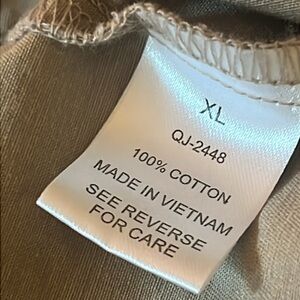 XL
QJ-2448
100% COTTON
MADE IN VIETNAM
SEE REVERSE
FOR CARE